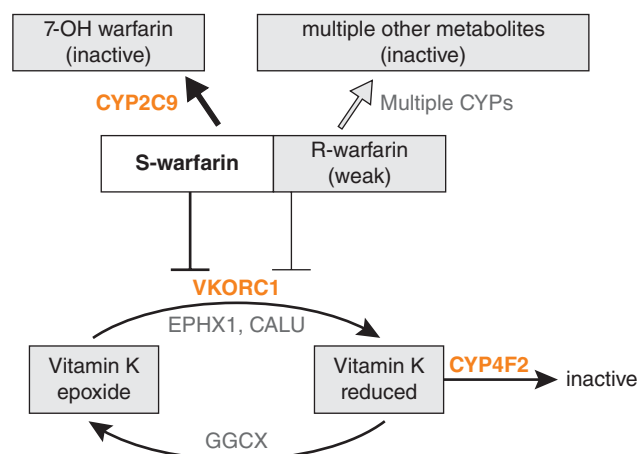 7-OH warfarin
(inactive)
multiple other metabolites
(inactive)
CYP2C9
Multiple CYPs
S-warfarin
R-warfarin
(weak)
VKORC1
EPHX1, CALU
Vitamin K
epoxide
Vitamin K
reduced
CYP4F2
inactive
GGCX